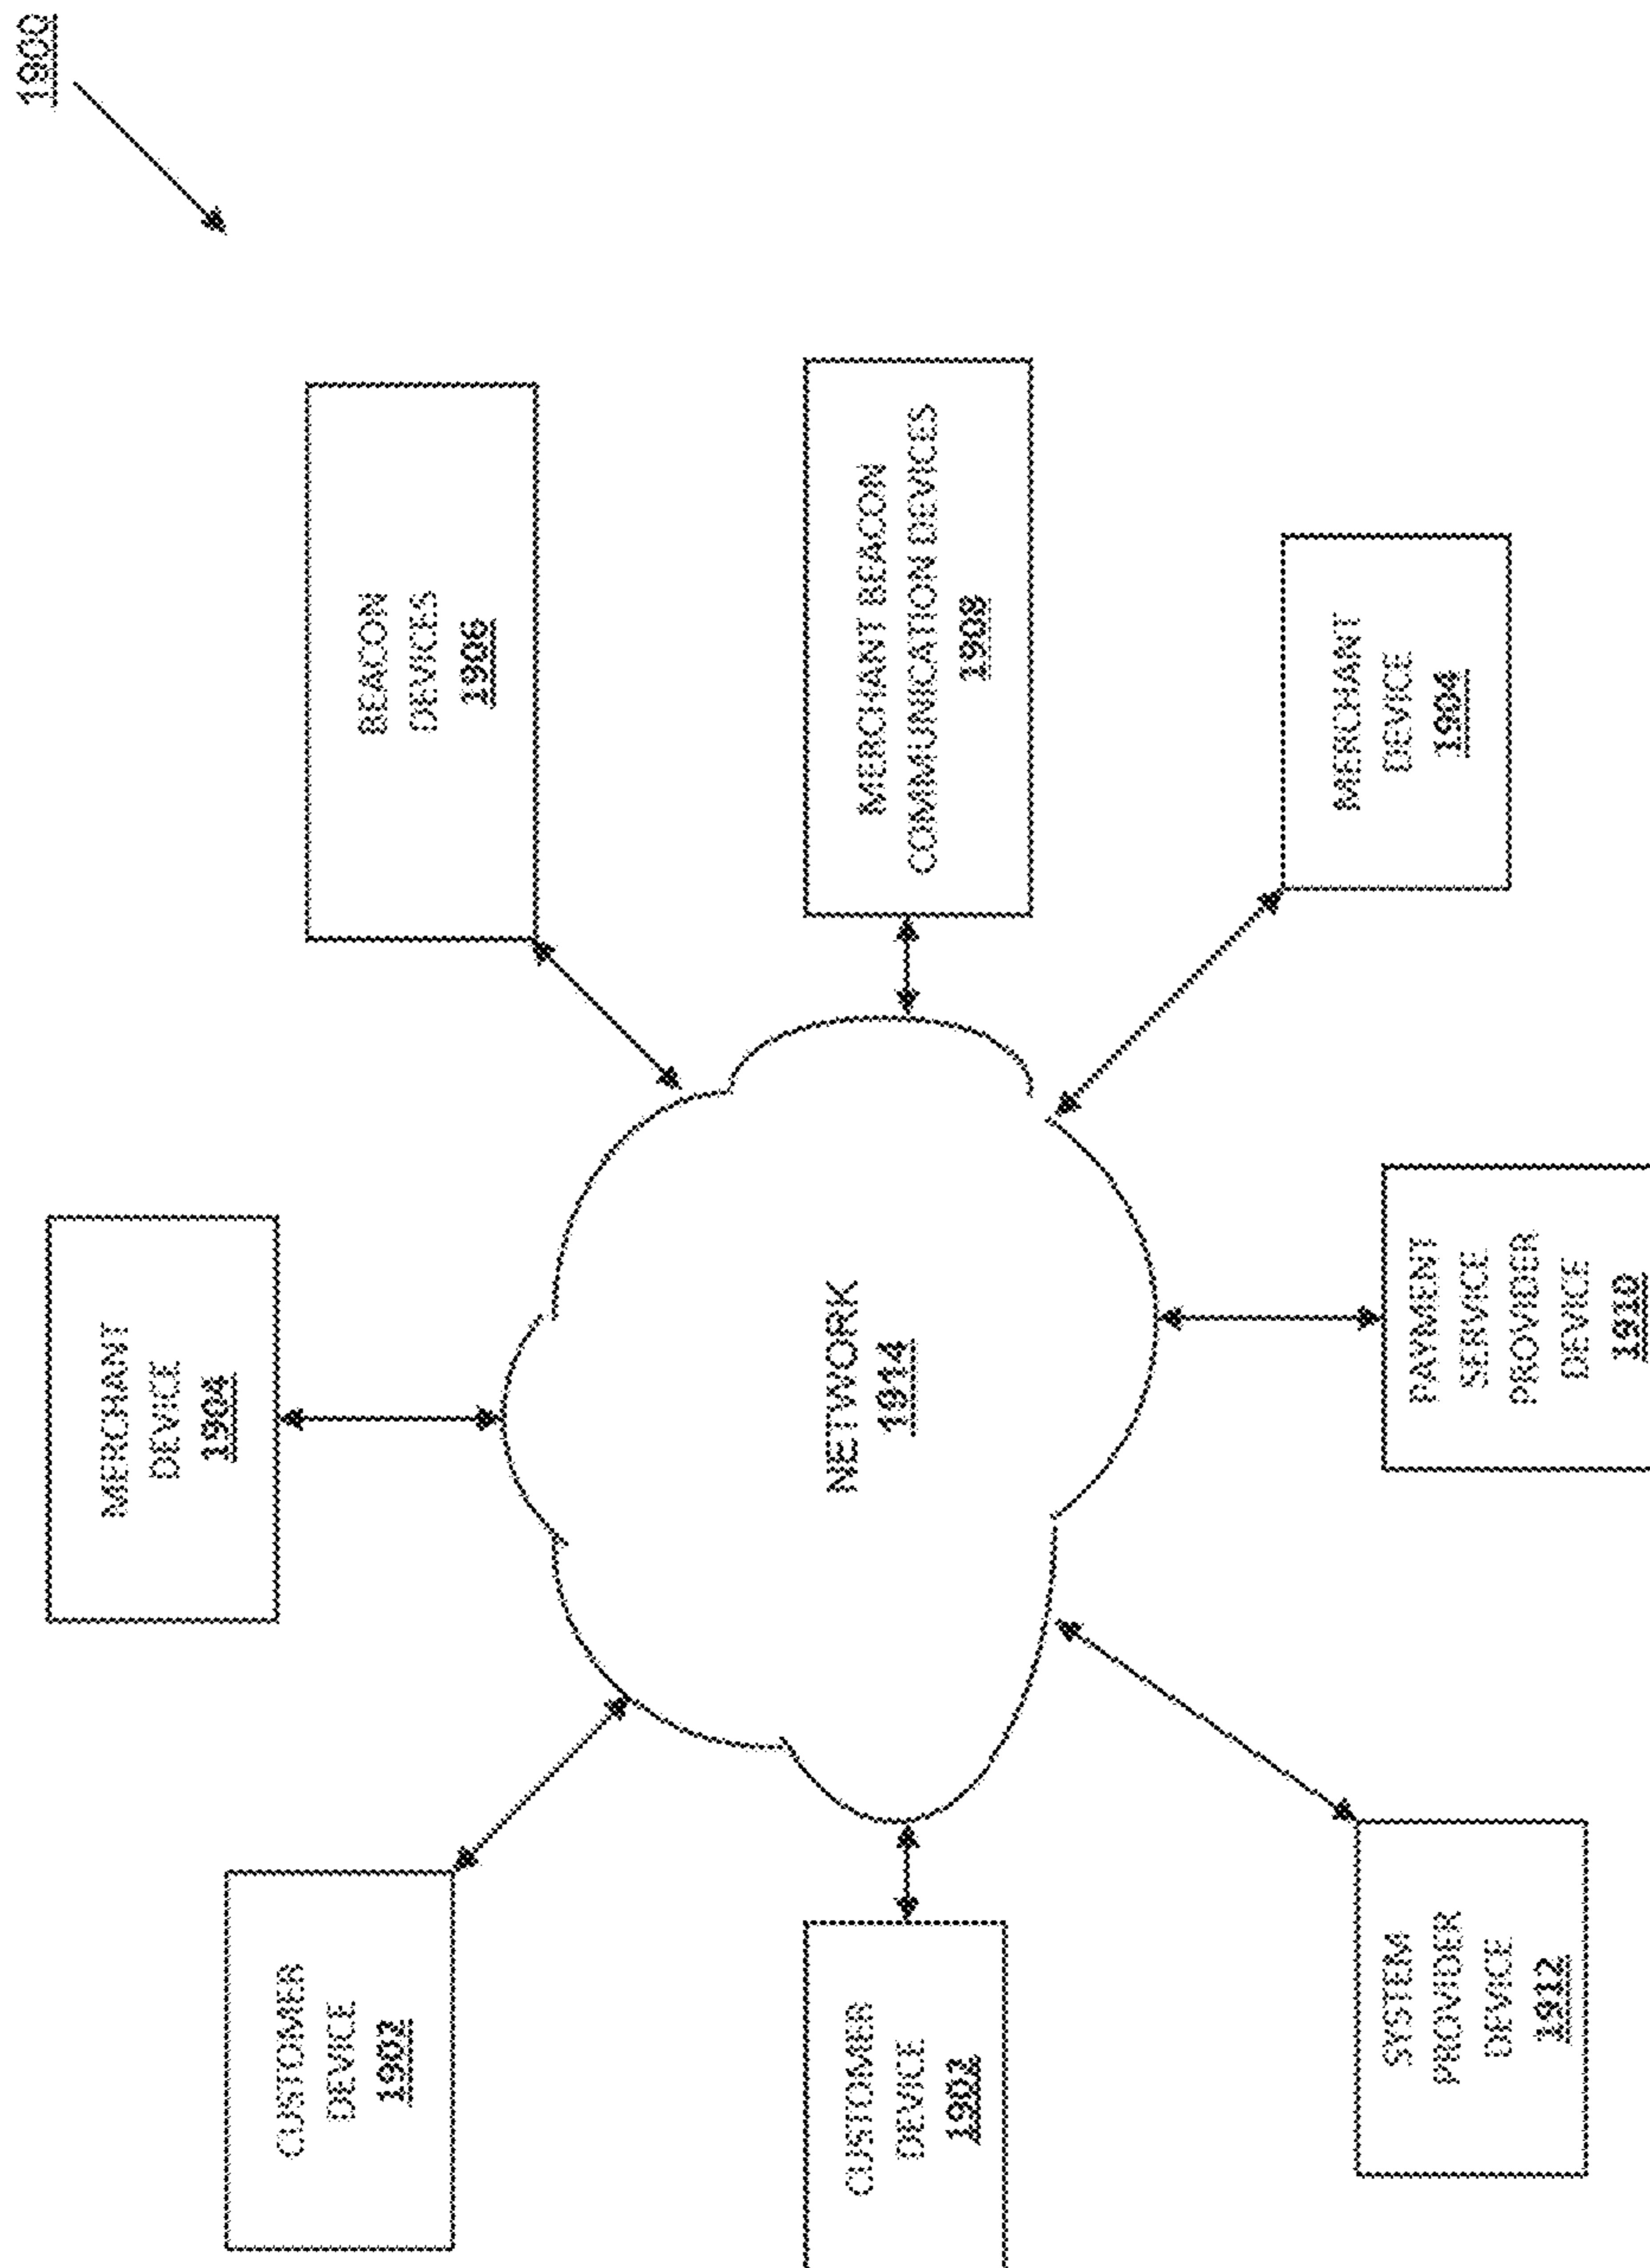 1900
MERCHANT
DEVICE
1904
CUSTOMER
DEVICE
1902
BEACON
DEVICES
1906
CUSTOMER
DEVICE
1902
NETWORK
1914
MERCHANT BEACON
COMMUNICATION DEVICES
1908
SYSTEM
PROVIDER
DEVICE
1912
PAYMENT
SERVICE
PROVIDER
DEVICE
1910
MERCHANT
DEVICE
1904